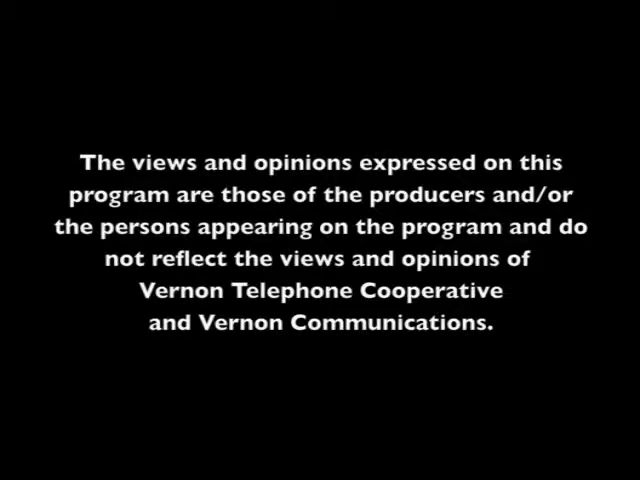 The views and opinions expressed on this
program are those of the producers and/or
the persons appearing on the program and do
not reflect the views and opinions of
Vernon Telephone Cooperative
and Vernon Communications.